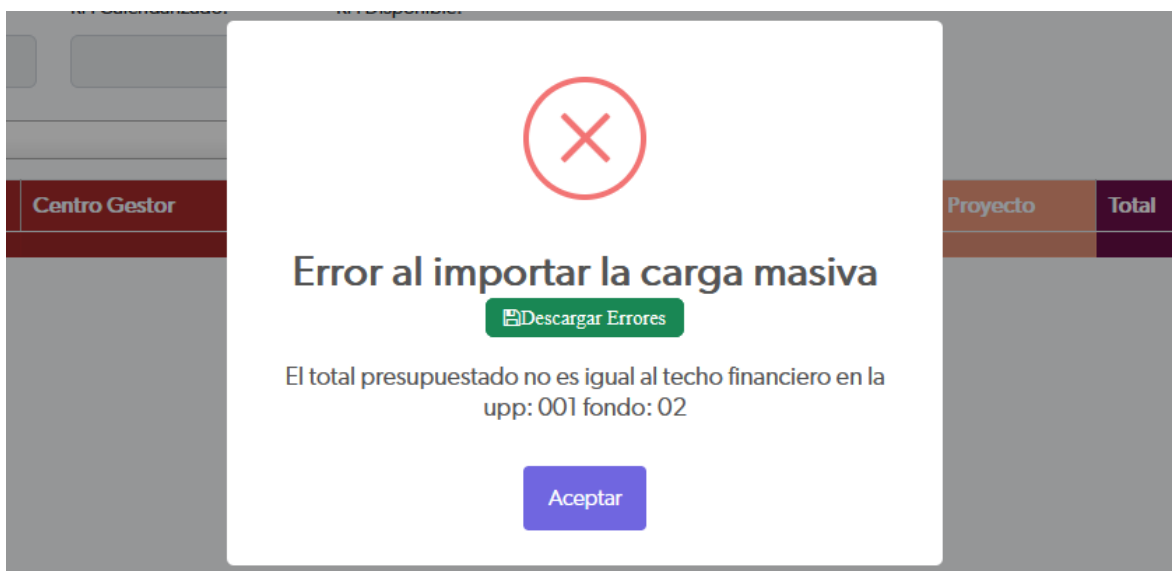 Centro Gestor
Proyecto
Total
Error al importar la carga masiva
Descargar Errores
El total presupuestado no es igual al techo financiero en la
upp: 001 fondo: 02
Aceptar